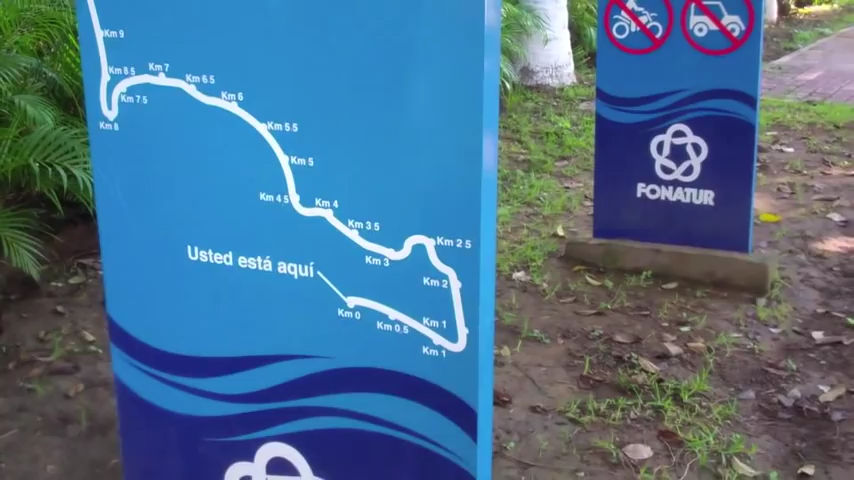 Km 9
Km 8 5
Km 7
Km 6 5
Km 7 5
Km 6
Km 8
Km 5.5
Km 5
Km 4 5
Km 4
Km 3 5
Km 2 5
Km 3
Usted está aquí
Km 2
Km 0
Km 0.5
Km 1
Km 1
FONATUR